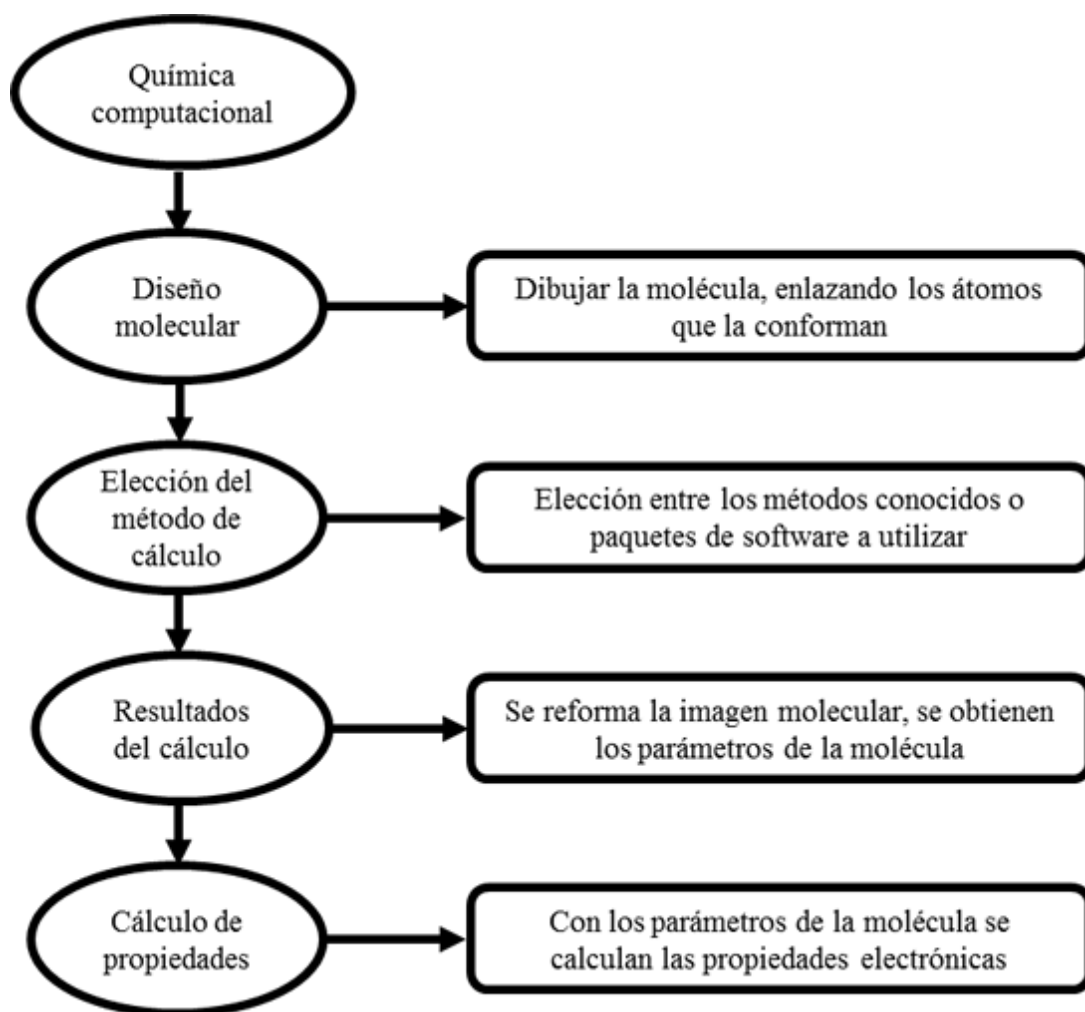 Química
computacional
Diseño
molecular
Dibujar la molécula, enlazando los átomos
que la conforman
Elección del
método de
cálculo
Elección entre los métodos conocidos o
paquetes de software a utilizar
Resultados
del cálculo
Se reforma la imagen molecular, se obtienen
los parámetros de la molécula
Cálculo de
propiedades
Con los parámetros de la molécula se
calculan las propiedades electrónicas